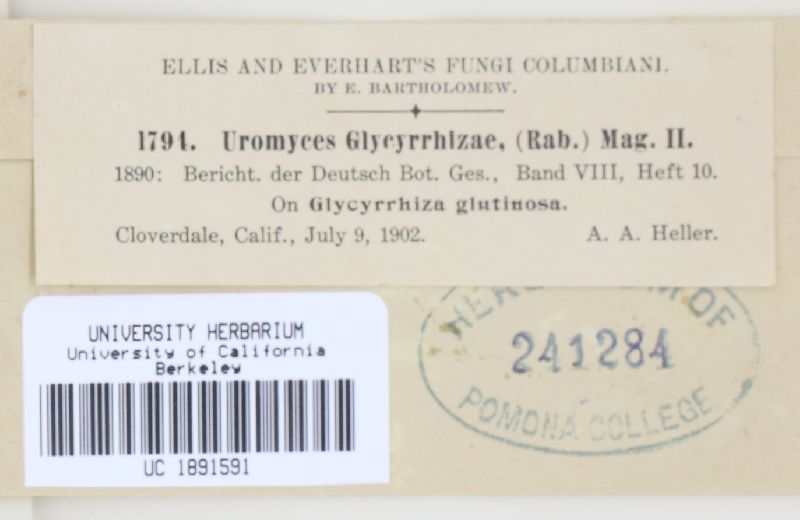 ELLIS AND EVERHART'S FUNGI COLUMBIANI.
BY E. BARTHOLOMEW.
1794. Uromyces Glycyrrhizae, (Rab.) Mag. II.
1890: Bericht. der Deutsch Bot. Ges., Band VIII, Heft 10.
On Glycyrrhiza glutinosa.
Cloverdale, Calif., July 9, 1902. A. A. Heller.
UNIVERSITY HERBARIUM
University of California
Berkeley
UC 1891591
OF
241284
POMONA COLLEGE